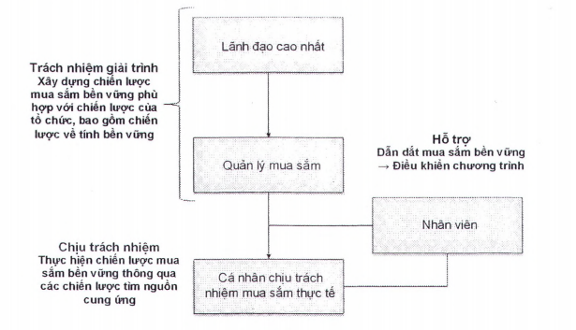 Lãnh đạo cao nhất
Trách nhiệm giải trình
Xây dựng chiến lược
mua sắm bền vững phù
hợp với chiến lược của
tổ chức, bao gồm chiến
lược về tính bền vững
Quản lý mua sắm
Hỗ trợ
Dẫn dắt mua sắm bền vững
→ Điều khiển chương trình
Nhân viên
Chịu trách nhiệm
Thực hiện chiến lược mua
sắm bền vững thông qua
các chiến lược tìm nguồn
cung ứng
Cá nhân chịu trách
nhiệm mua sắm thực tế